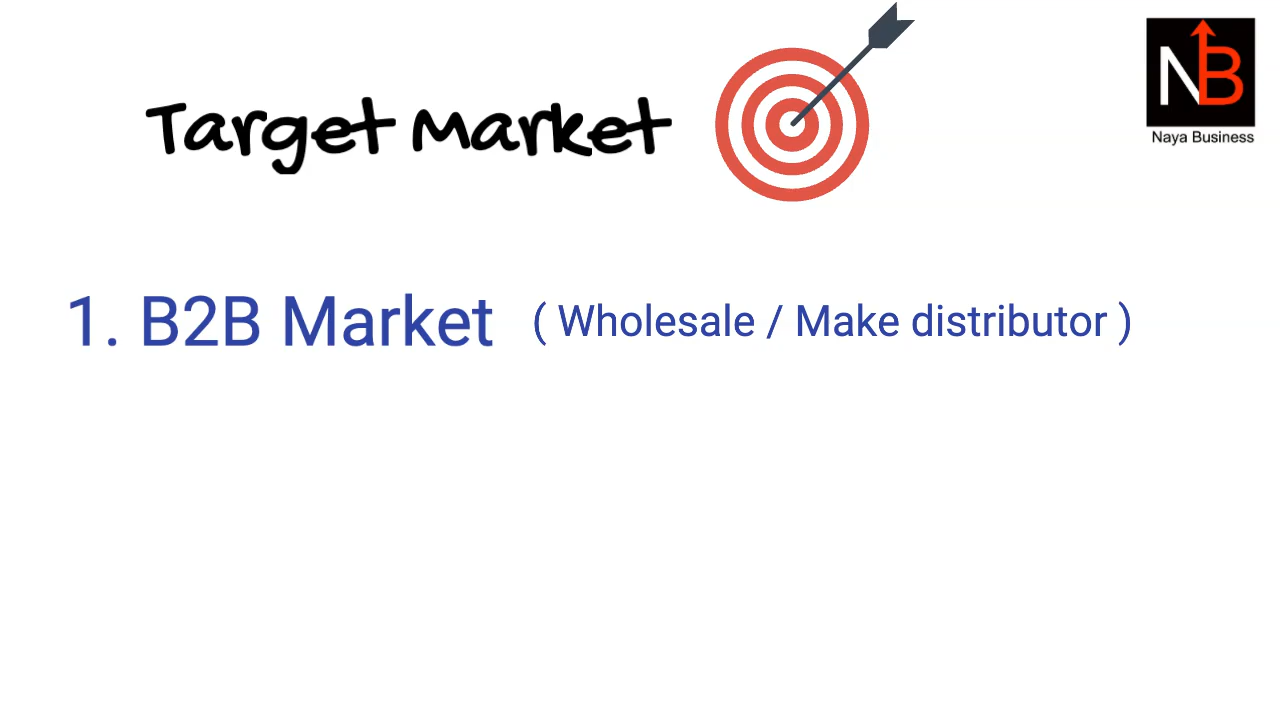 Target Market
NB
Naya Business
1. B2B Market ( Wholesale / Make distributor )